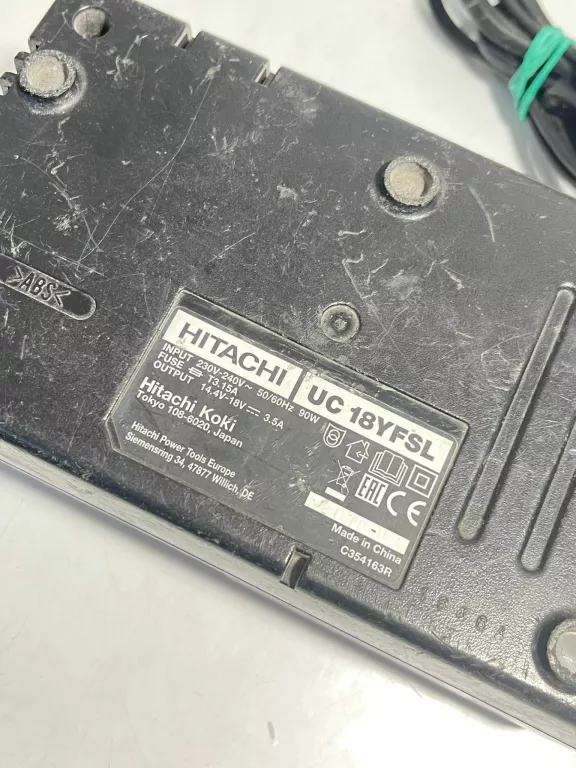 >ABS<
HITACHI UC 18YFSL
INPUT 230V-240V~ 50/60Hz 90W
FUSE T3.15A
OUTPUT 14.4V-18V⎓ 3.5A
Hitachi Koki
Tokyo 108-6020, Japan
Hitachi Power Tools Europe
Siemensring 34, 47877 Willich, DE
EAC CE
Made in China
C354163R